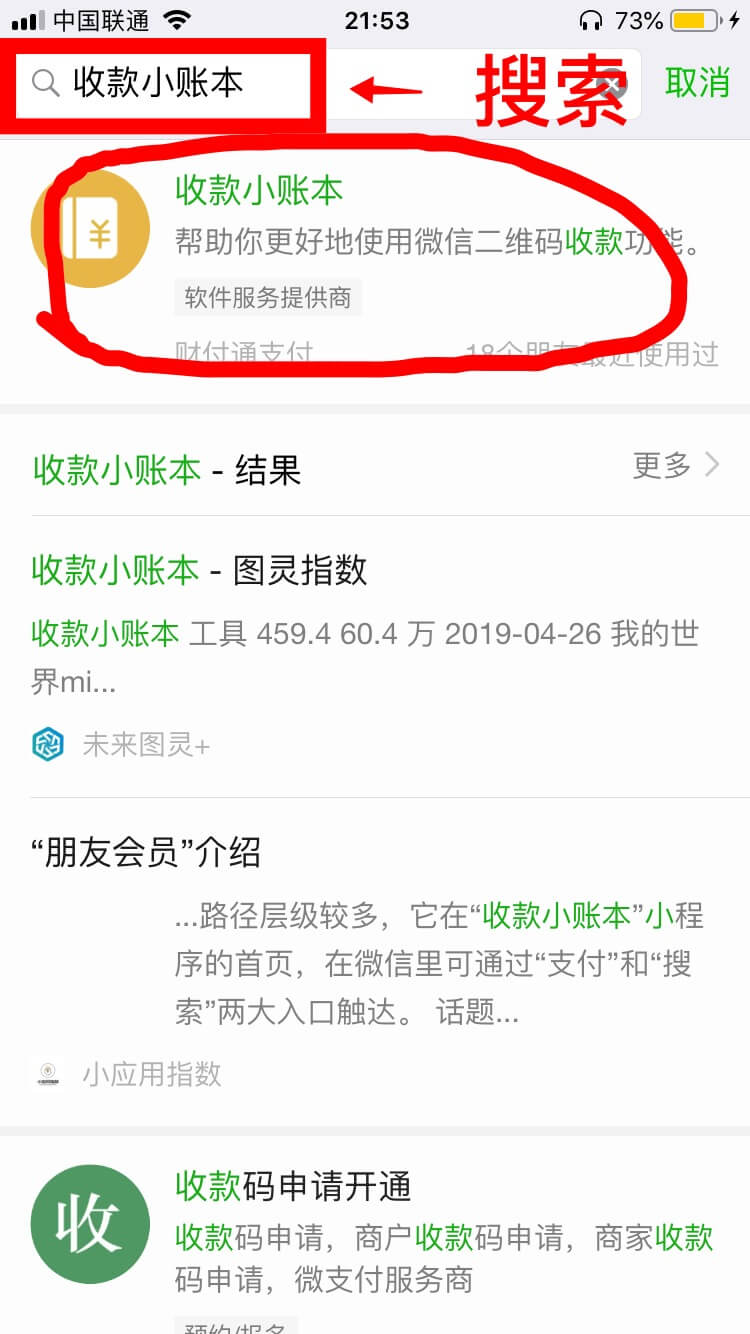 中国联通
21:53
73%
收款小账本
搜索
取消
收款小账本
帮助你更好地使用微信二维码收款功能。
软件服务提供商
财付通支付
18个朋友最近使用过
收款小账本 - 结果
更多
收款小账本 - 图灵指数
收款小账本 工具 459.4 60.4 万 2019-04-26 我的世
界mi...
未来图灵+
“朋友会员”介绍
...路径层级较多，它在“收款小账本”小程
序的首页，在微信里可通过“支付”和“搜
索”两大入口触达。 话题...
小应用指数
收
收款码申请开通
收款码申请，商户收款码申请，商家收款
码申请，微支付服务商
预约/报名